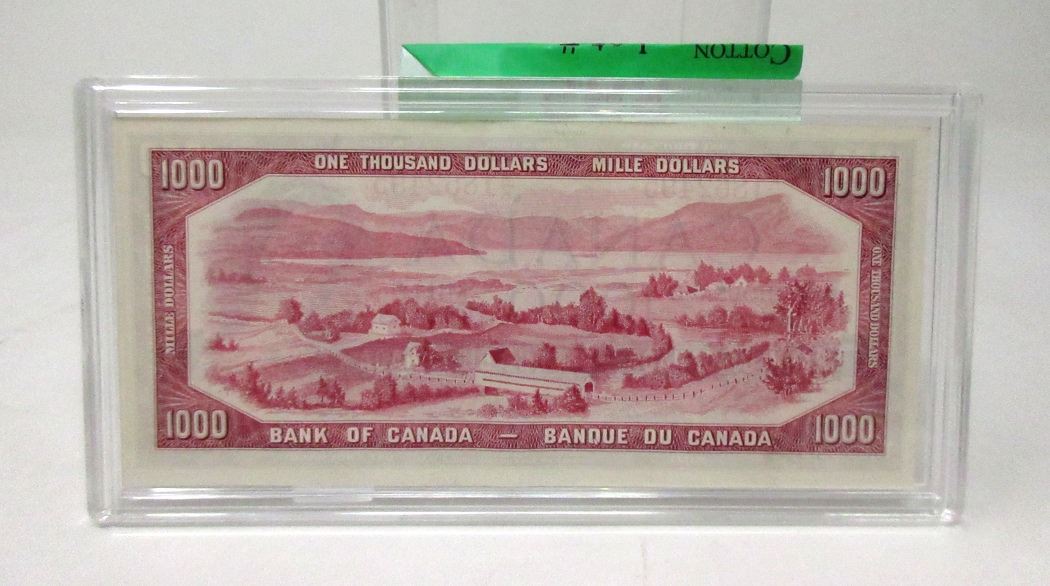 COTTON
1000 ONE THOUSAND DOLLARS MILLE DOLLARS 1000
MILLE DOLLARS
ONE THOUSAND DOLLARS
1000 BANK OF CANADA — BANQUE DU CANADA 1000